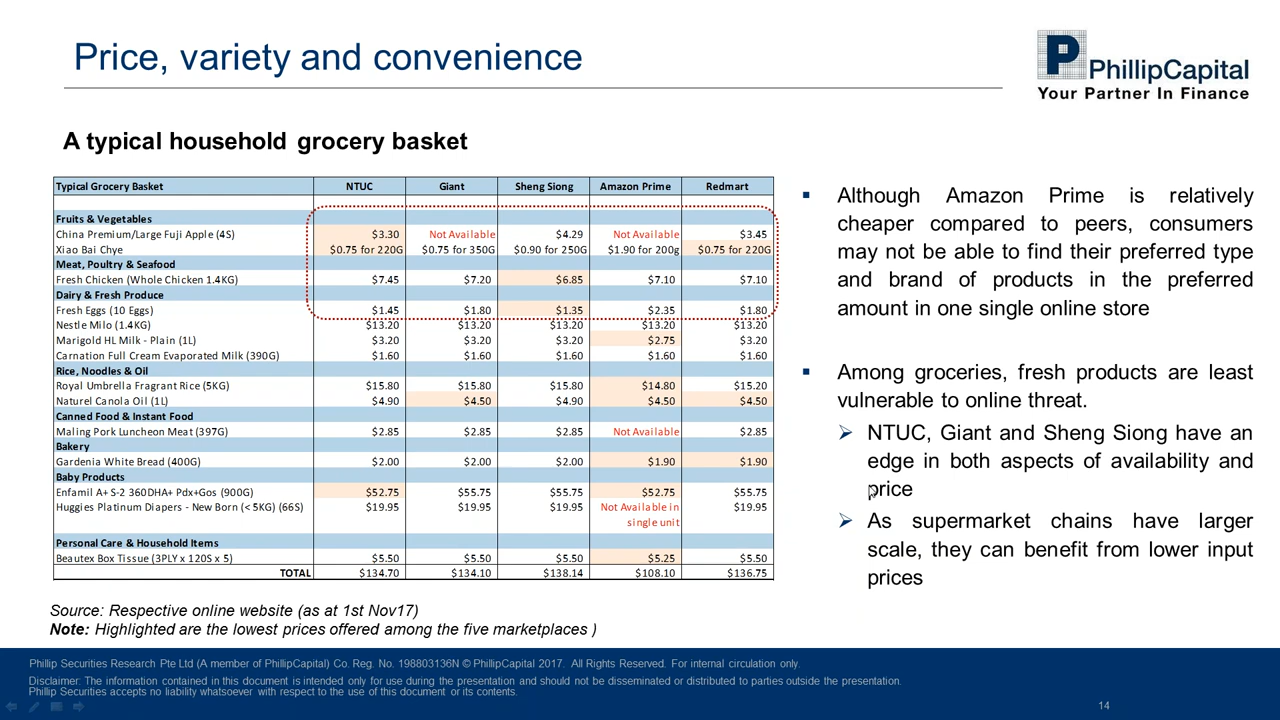 Price, variety and convenience
P
PhillipCapital
Your Partner In Finance
A typical household grocery basket
Typical Grocery Basket NTUC Giant Sheng Siong Amazon Prime Redmart
Fruits & Vegetables
China Premium/Large Fuji Apple (4S) $3.30 Not Available $4.29 Not Available $3.45
Xiao Bai Chye $0.75 for 220G $0.75 for 350G $0.90 for 250G $1.90 for 200g $0.75 for 220G
Meat, Poultry & Seafood
Fresh Chicken (Whole Chicken 1.4KG) $7.45 $7.20 $6.85 $7.10 $7.10
Dairy & Fresh Produce
Fresh Eggs (10 Eggs) $1.45 $1.80 $1.35 $2.35 $1.80
Nestle Milo (1.4KG) $13.20 $13.20 $13.20 $13.20 $13.20
Marigold HL Milk - Plain (1L) $3.20 $3.20 $3.20 $2.75 $3.20
Carnation Full Cream Evaporated Milk (390G) $1.60 $1.60 $1.60 $1.60 $1.60
Rice, Noodles & Oil
Royal Umbrella Fragrant Rice (5KG) $15.80 $15.80 $15.80 $14.80 $15.20
Naturel Canola Oil (1L) $4.90 $4.50 $4.90 $4.50 $4.50
Canned Food & Instant Food
Maling Pork Luncheon Meat (397G) $2.85 $2.85 $2.85 Not Available $2.85
Bakery
Gardenia White Bread (400G) $2.00 $2.00 $2.00 $1.90 $1.90
Baby Products
Enfamil A+ S-2 360DHA+ Pdx+Gos (900G) $52.75 $55.75 $55.75 $52.75 $55.75
Huggies Platinum Diapers - New Born (< 5KG) (66S) $19.95 $19.95 $19.95 Not Available in $19.95
single unit
Personal Care & Household Items
Beautex Box Tissue (3PLY x 120S x 5) $5.50 $5.50 $5.50 $5.25 $5.50
TOTAL $134.70 $134.10 $138.14 $108.10 $136.75
Source: Respective online website (as at 1st Nov17)
Note: Highlighted are the lowest prices offered among the five marketplaces )
Although Amazon Prime is relatively
cheaper compared to peers, consumers
may not be able to find their preferred type
and brand of products in the preferred
amount in one single online store
Among groceries, fresh products are least
vulnerable to online threat.
NTUC, Giant and Sheng Siong have an
edge in both aspects of availability and
price
As supermarket chains have larger
scale, they can benefit from lower input
prices
Phillip Securities Research Pte Ltd (A member of PhillipCapital) Co. Reg. No. 198803136N © PhillipCapital 2017. All Rights Reserved. For internal circulation only.
Disclaimer: The information contained in this document is intended only for use during the presentation and should not be disseminated or distributed to parties outside the presentation.
Phillip Securities accepts no liability whatsoever with respect to the use of this document or its contents.
14